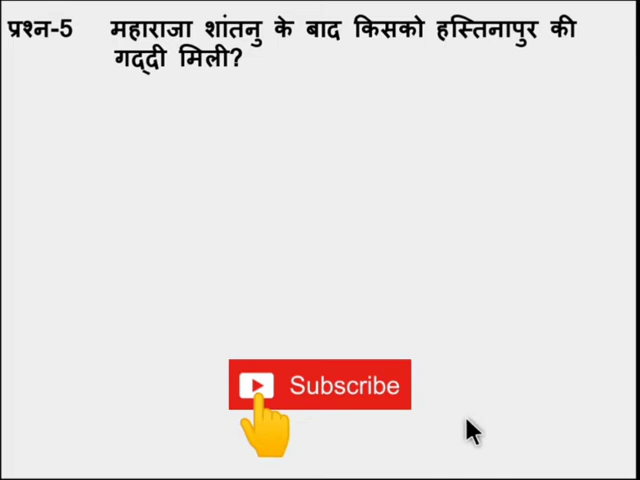 प्रश्न-5 महाराजा शांतनु के बाद किसको हस्तिनापुर की
गद्दी मिली?
Subscribe